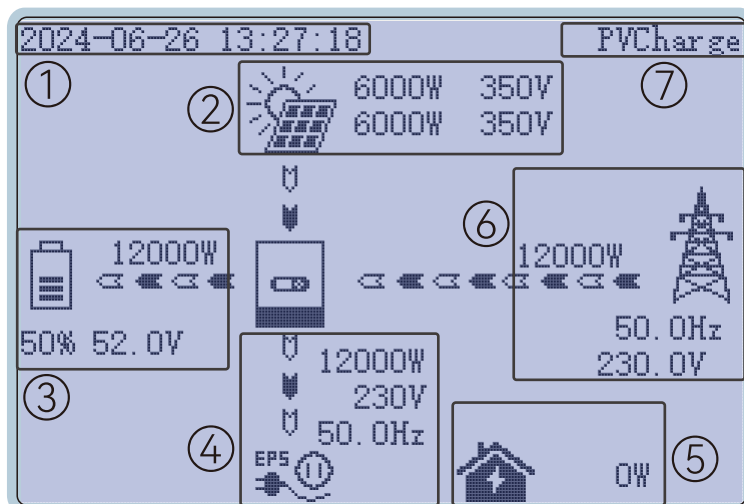 2024-06-26 13:27:18
PVCharge
①
②
6000W 350V
6000W 350V
⑦
⑥
12000W
12000W
50% 52.0V
50.0Hz
230.0V
③
12000W
230V
50.0Hz
④
EPS
0W
⑤